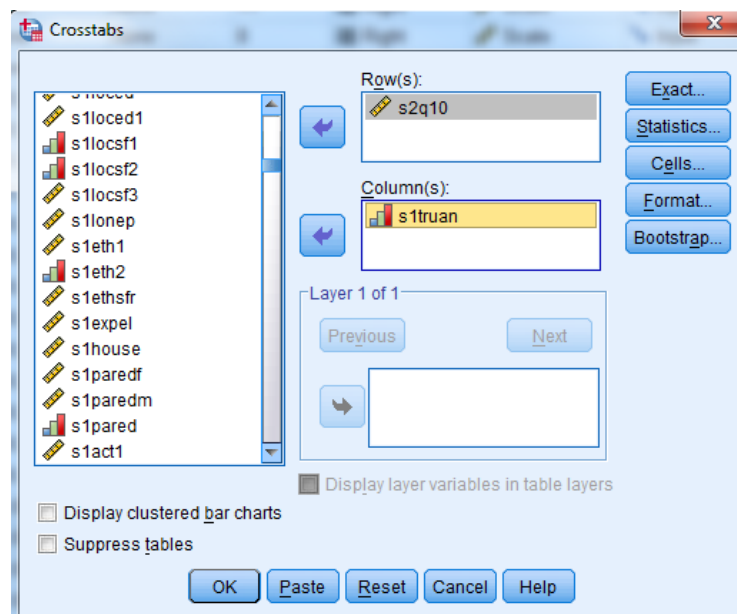 Crosstabs
s1loced1
s1locsf1
s1locsf2
s1locsf3
s1lonep
s1eth1
s1eth2
s1ethsfr
s1expel
s1house
s1paredf
s1paredm
s1pared
s1act1
Row(s):
s2q10
Column(s):
s1truan
Layer 1 of 1
Previous
Next
Display layer variables in table layers
Exact...
Statistics...
Cells...
Format...
Bootstrap...
Display clustered bar charts
Suppress tables
OK
Paste
Reset
Cancel
Help